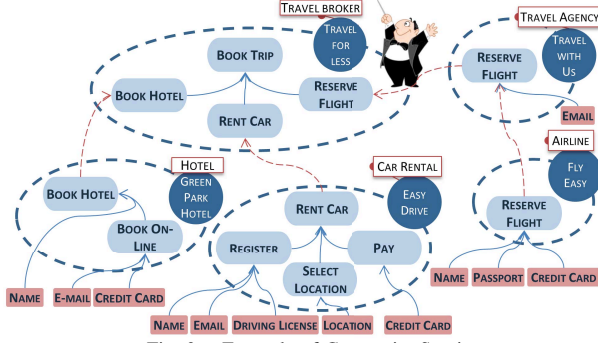 TRAVEL BROKER
TRAVEL
FOR
LESS
BOOK TRIP
BOOK HOTEL
RESERVE
FLIGHT
RENT CAR
TRAVEL AGENCY
TRAVEL
WITH
US
RESERVE
FLIGHT
EMAIL
HOTEL
GREEN
PARK
HOTEL
BOOK HOTEL
BOOK ON-
LINE
NAME
E-MAIL
CREDIT CARD
CAR RENTAL
EASY
DRIVE
RENT CAR
REGISTER
PAY
SELECT
LOCATION
NAME
EMAIL
DRIVING LICENSE
LOCATION
CREDIT CARD
AIRLINE
FLY
EASY
RESERVE
FLIGHT
NAME
PASSPORT
CREDIT CARD